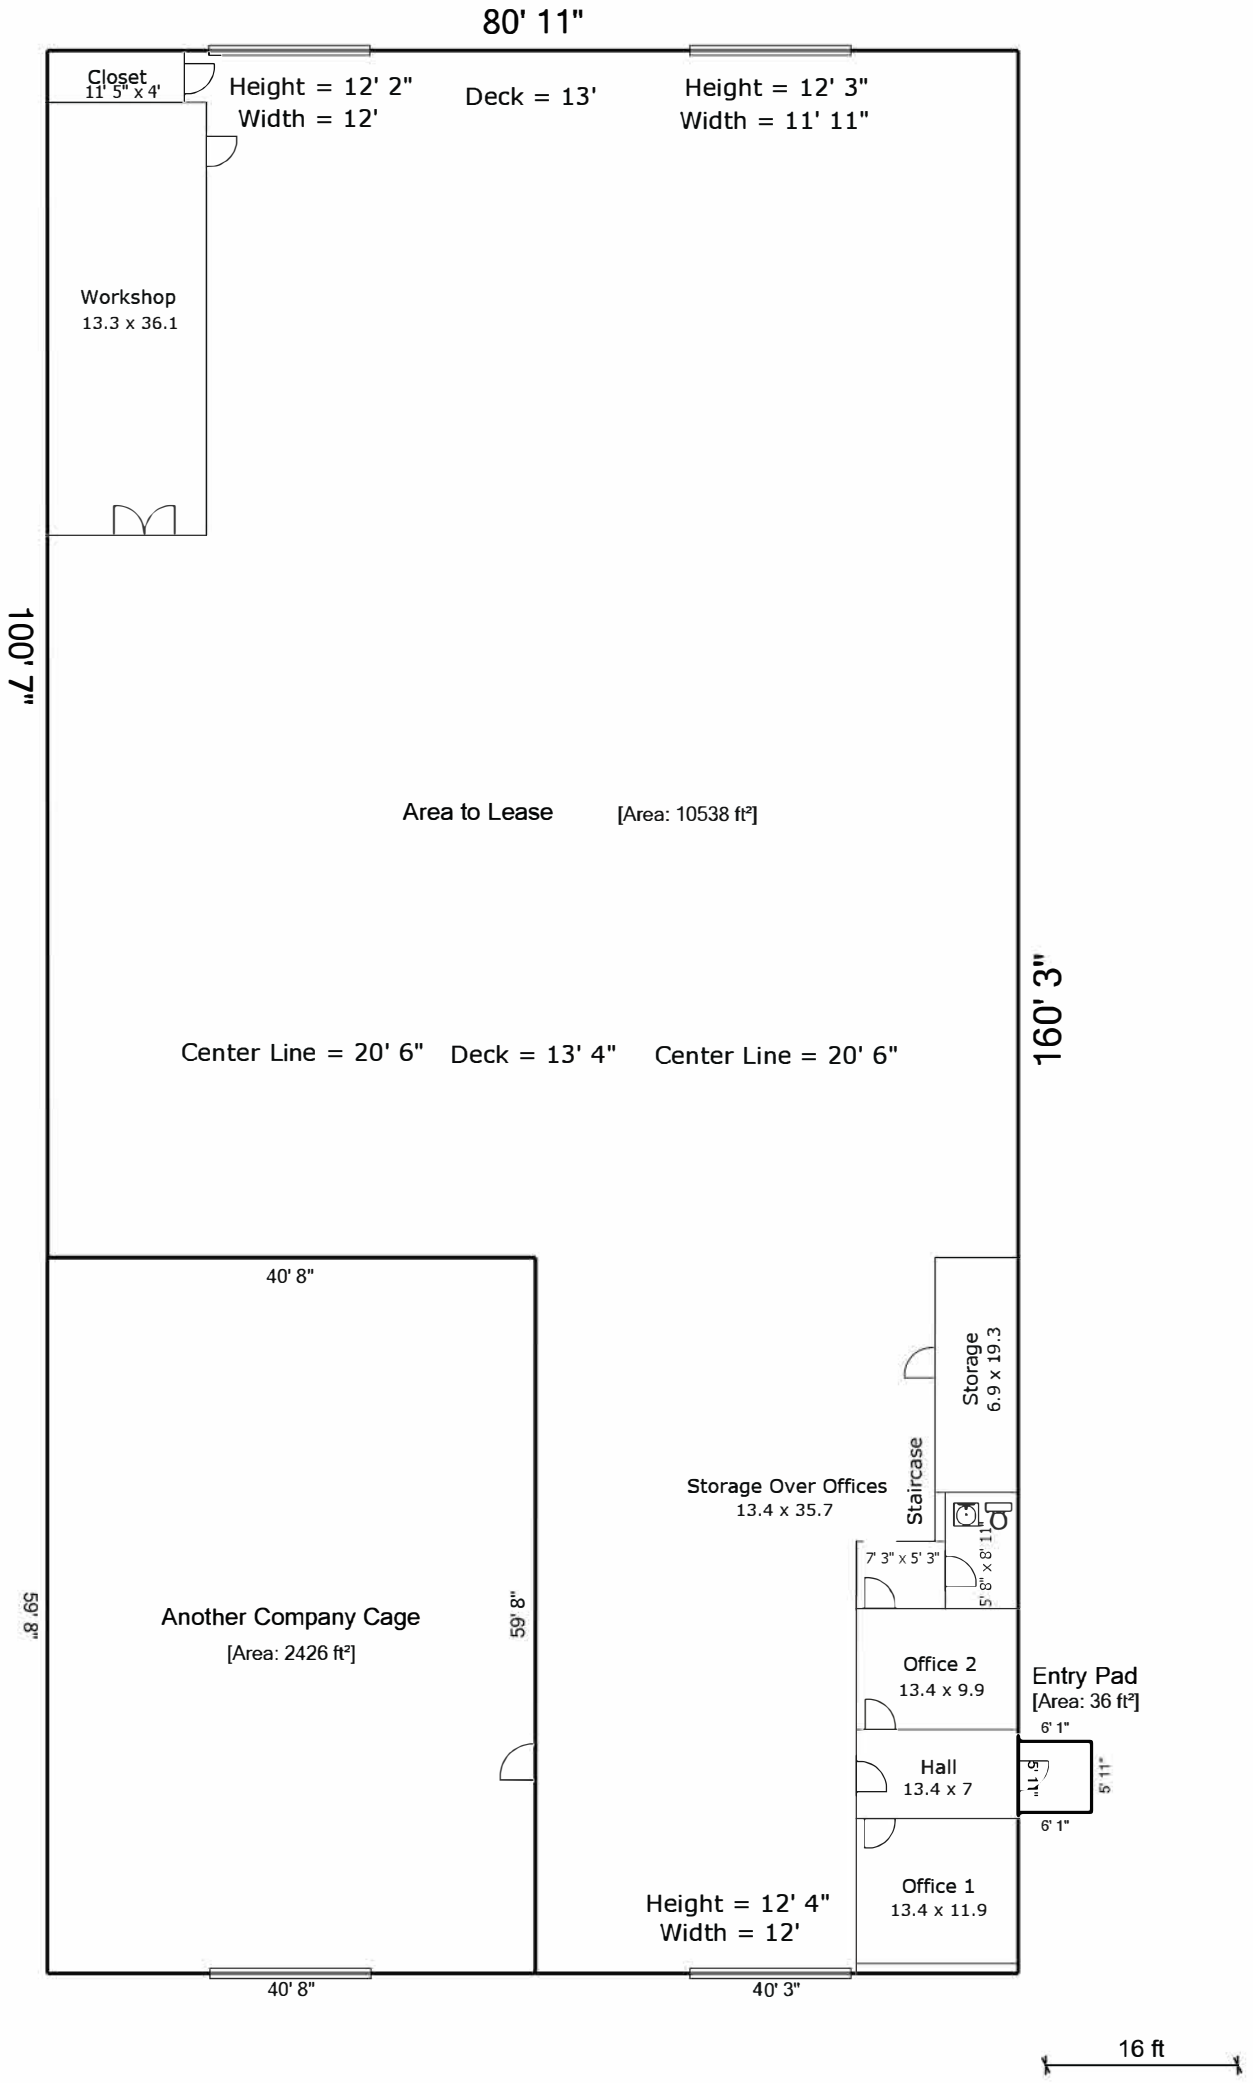 80' 11"
Closet
11' 5" x 4'
Height = 12' 2"
Width = 12'
Deck = 13'
Height = 12' 3"
Width = 11' 11"
Workshop
13.3 x 36.1
100' 7"
Area to Lease [Area: 10538 ft²]
160' 3"
Center Line = 20' 6" Deck = 13' 4" Center Line = 20' 6"
40' 8"
Storage
6.9 x 19.3
Staircase
Storage Over Offices
13.4 x 35.7
7' 3" x 5' 3"
5' 8" x 8' 11"
59' 8"
Another Company Cage
[Area: 2426 ft²]
59' 8"
Office 2
13.4 x 9.9
Entry Pad
[Area: 36 ft²]
6' 1"
Hall
13.4 x 7
5' 11"
5' 11"
6' 1"
Office 1
13.4 x 11.9
Height = 12' 4"
Width = 12'
40' 8"
40' 3"
16 ft